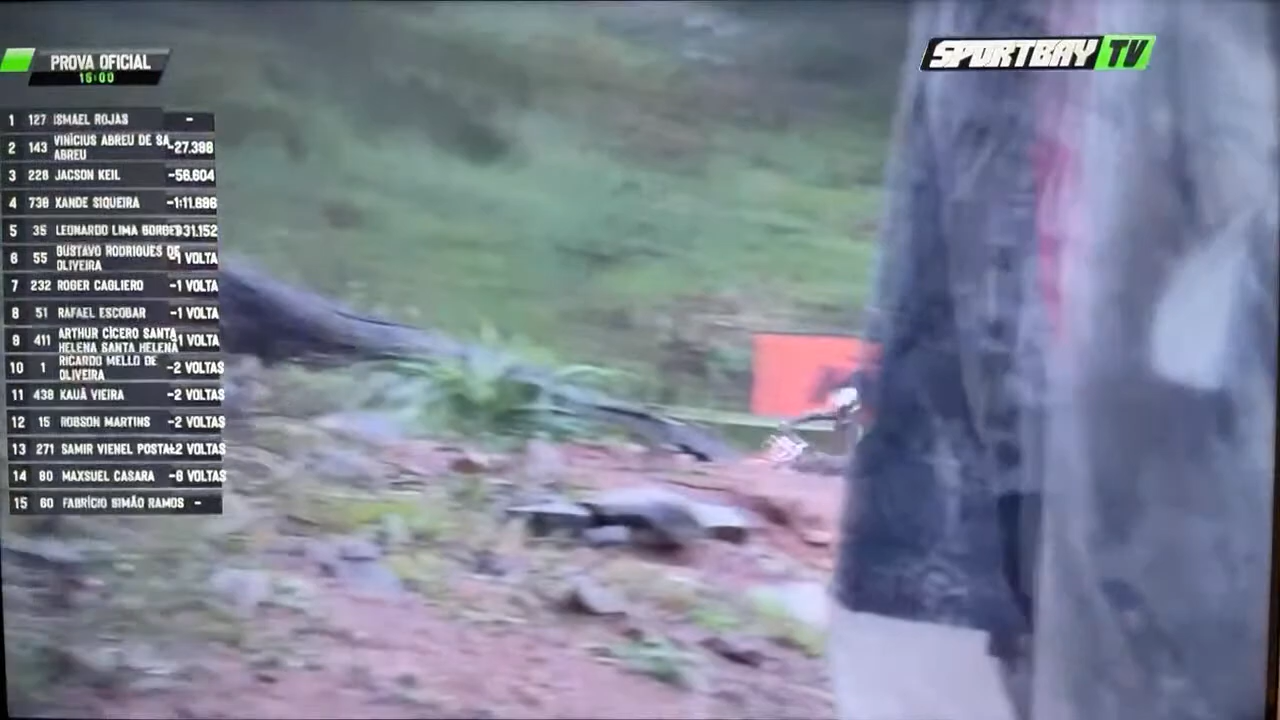 PROVA OFICIAL
15:00
SPORTBAY TV
1 127 ISMAEL ROJAS -
2 143 VINÍCIUS ABREU DE SA ABREU -27.398
3 228 JACSON KEIL -56.604
4 738 XANDE SIQUEIRA -1:11.686
5 35 LEONARDO LIMA 31.152
6 55 GUSTAVO RODRIGUES DE OLIVEIRA -1 VOLTA
7 232 ROGER CAGLIERO -1 VOLTA
8 51 RAFAEL ESCOBAR -1 VOLTA
9 411 ARTHUR CÍCERO SANTA HELENA SANTA HELENA -1 VOLTA
10 1 RICARDO MELLO DE OLIVEIRA -2 VOLTAS
11 438 KAUÃ VIEIRA -2 VOLTAS
12 15 ROBSON MARTINS -2 VOLTAS
13 271 SAMIR VIENEL -2 VOLTAS
14 80 MAXSUEL CASARA -8 VOLTAS
15 60 FABRÍCIO SIMÃO RAMOS -